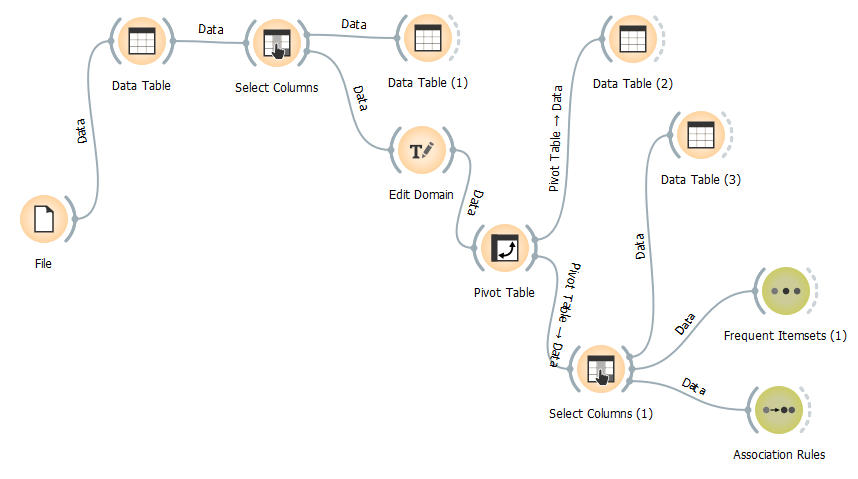 Data
Data
Data Table
Select Columns
Data Table (1)
Data Table (2)
Data
Data
Pivot Table → Data
Data Table (3)
T
Edit Domain
Data
File
Pivot Table
Data
Pivot Table → Data
Data
Frequent Itemsets (1)
Select Columns (1)
Data
Association Rules